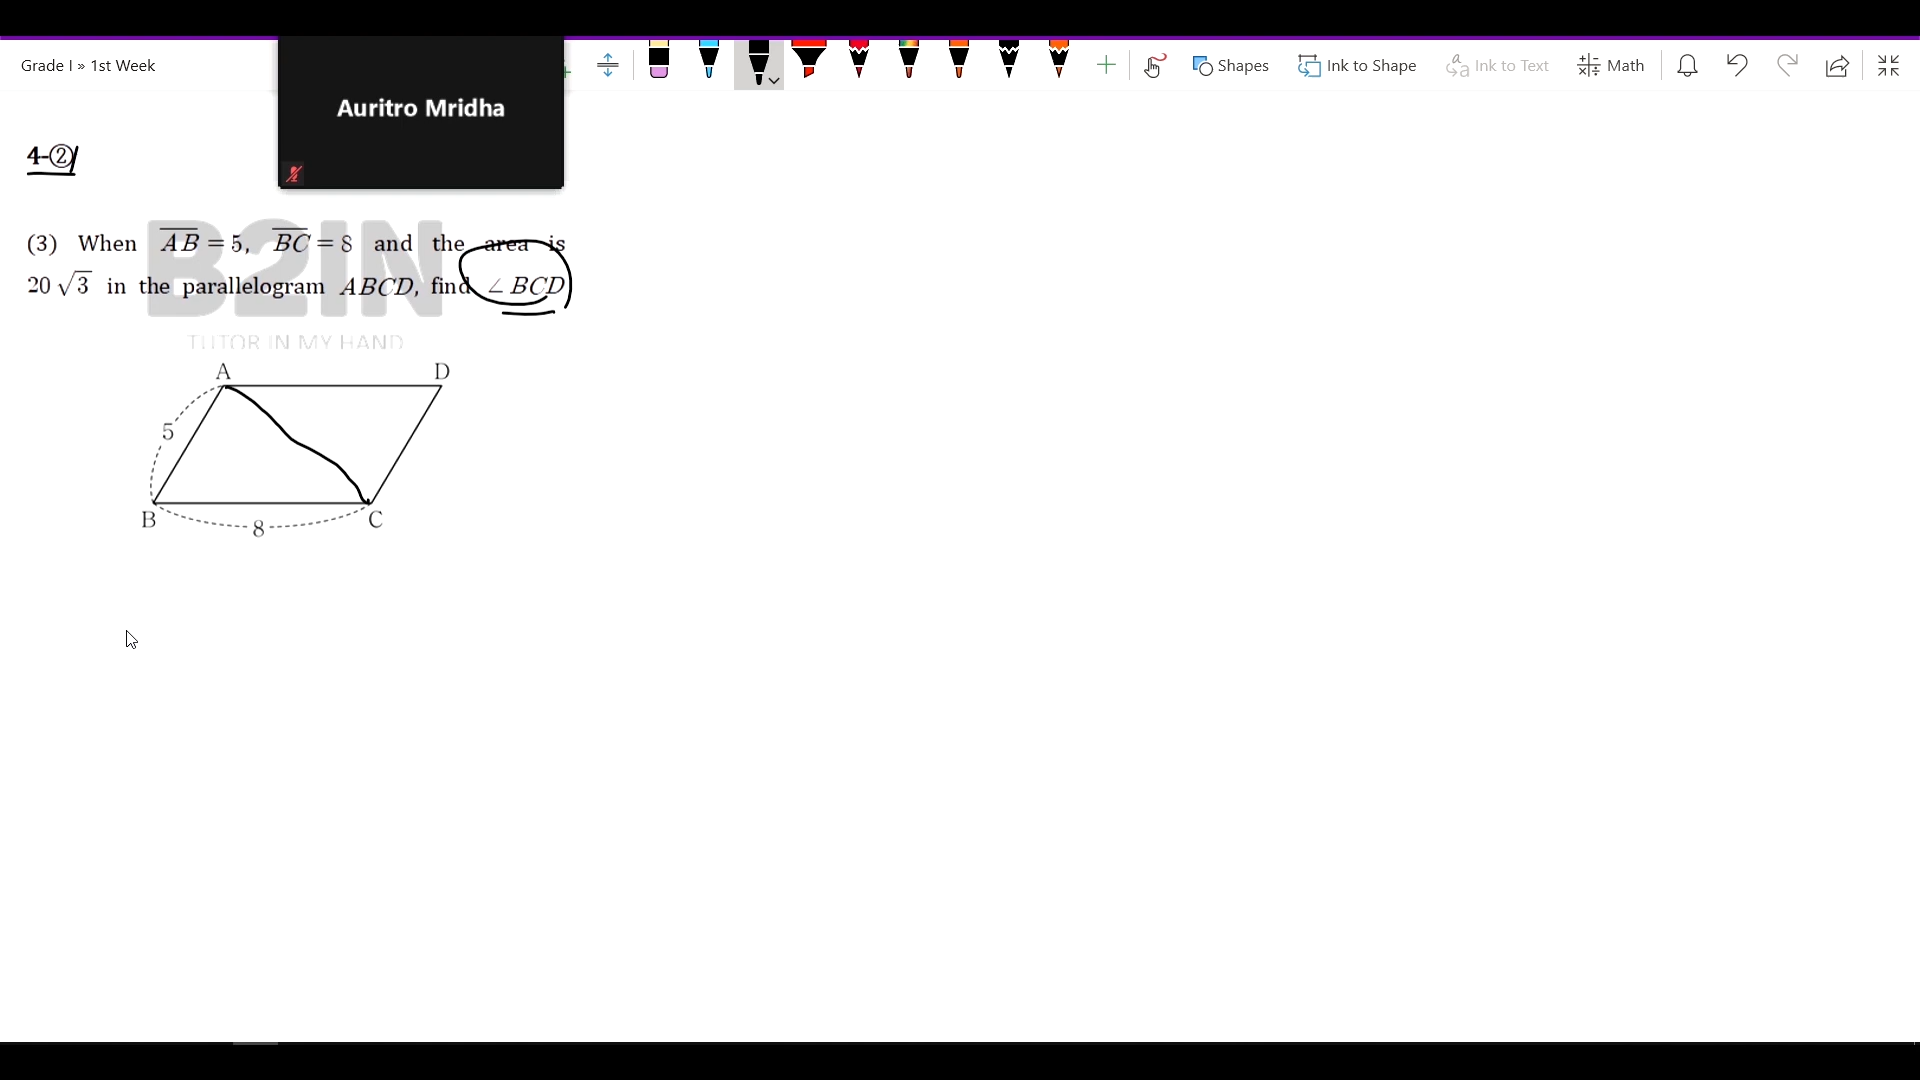 Grade I » 1st Week
Shapes
Ink to Shape
Ink to Text
Math
Auritro Mridha
4-②
(3) When AB = 5, BC = 8 and the area is
20√3 in the parallelogram ABCD, find ∠BCD
B2IN
TUTOR IN MY HAND
A D
5
B C
8